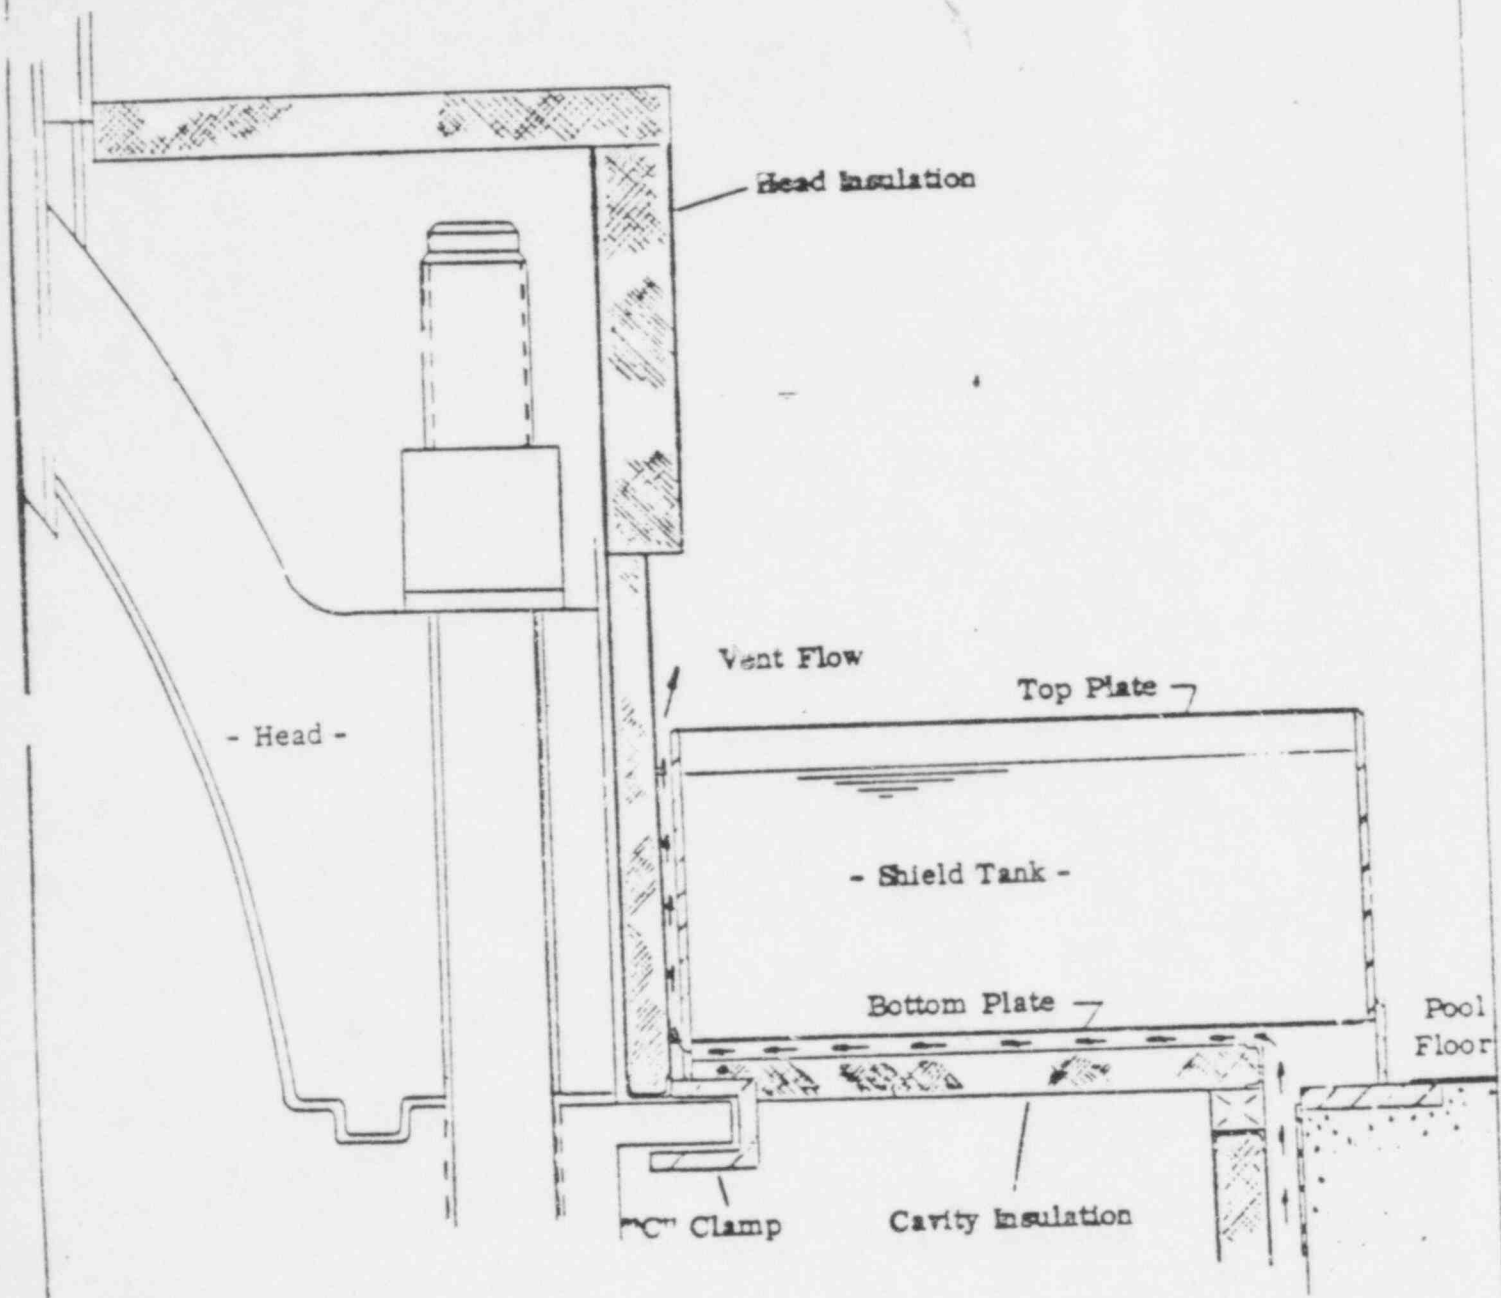 Head Insulation
Vent Flow
Top Plate
- Head -
- Shield Tank -
Bottom Plate
Pool
Floor
"C" Clamp
Cavity Insulation